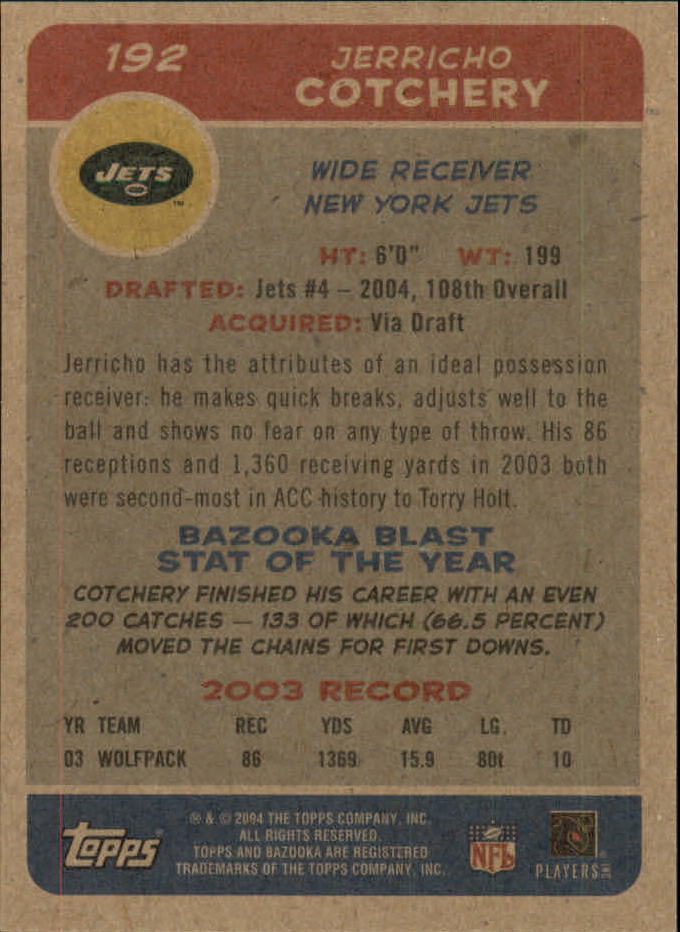 192
JERRICHO
COTCHERY
JETS
TM
WIDE RECEIVER
NEW YORK JETS
HT: 6'0" WT: 199
DRAFTED: Jets #4 – 2004, 108th Overall
ACQUIRED: Via Draft
Jerricho has the attributes of an ideal possession
receiver: he makes quick breaks, adjusts well to the
ball and shows no fear on any type of throw. His 86
receptions and 1,360 receiving yards in 2003 both
were second-most in ACC history to Torry Holt.
BAZOOKA BLAST
STAT OF THE YEAR
COTCHERY FINISHED HIS CAREER WITH AN EVEN
200 CATCHES — 133 OF WHICH (66.5 PERCENT)
MOVED THE CHAINS FOR FIRST DOWNS.
2003 RECORD
YR TEAM REC YDS AVG LG. TD
03 WOLFPACK 86 1369 15.9 80t 10
Topps
® & © 2004 THE TOPPS COMPANY, INC.
ALL RIGHTS RESERVED.
TOPPS AND BAZOOKA ARE REGISTERED
TRADEMARKS OF THE TOPPS COMPANY, INC.
NFL
PLAYERS